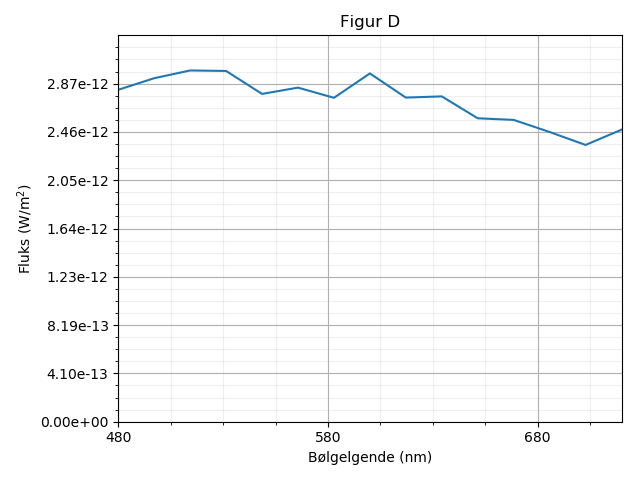 Figur D
Fluks (W/m²)
2.87e-12
2.46e-12
2.05e-12
1.64e-12
1.23e-12
8.19e-13
4.10e-13
0.00e+00
480 580 680
Bølgelgende (nm)